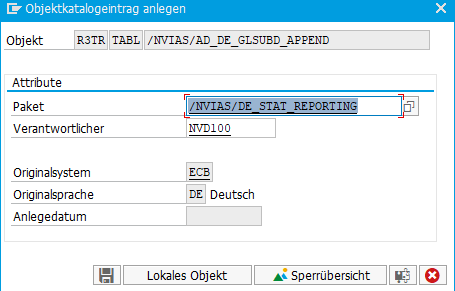 Objektkatalogeintrag anlegen
Objekt R3TR TABL /NVIAS/AD_DE_GLSUBD_APPEND
Attribute
Paket /NVIAS/DE_STAT_REPORTING
Verantwortlicher NVD100
Originalsystem ECB
Originalsprache DE Deutsch
Anlegedatum
Lokales Objekt Sperrübersicht